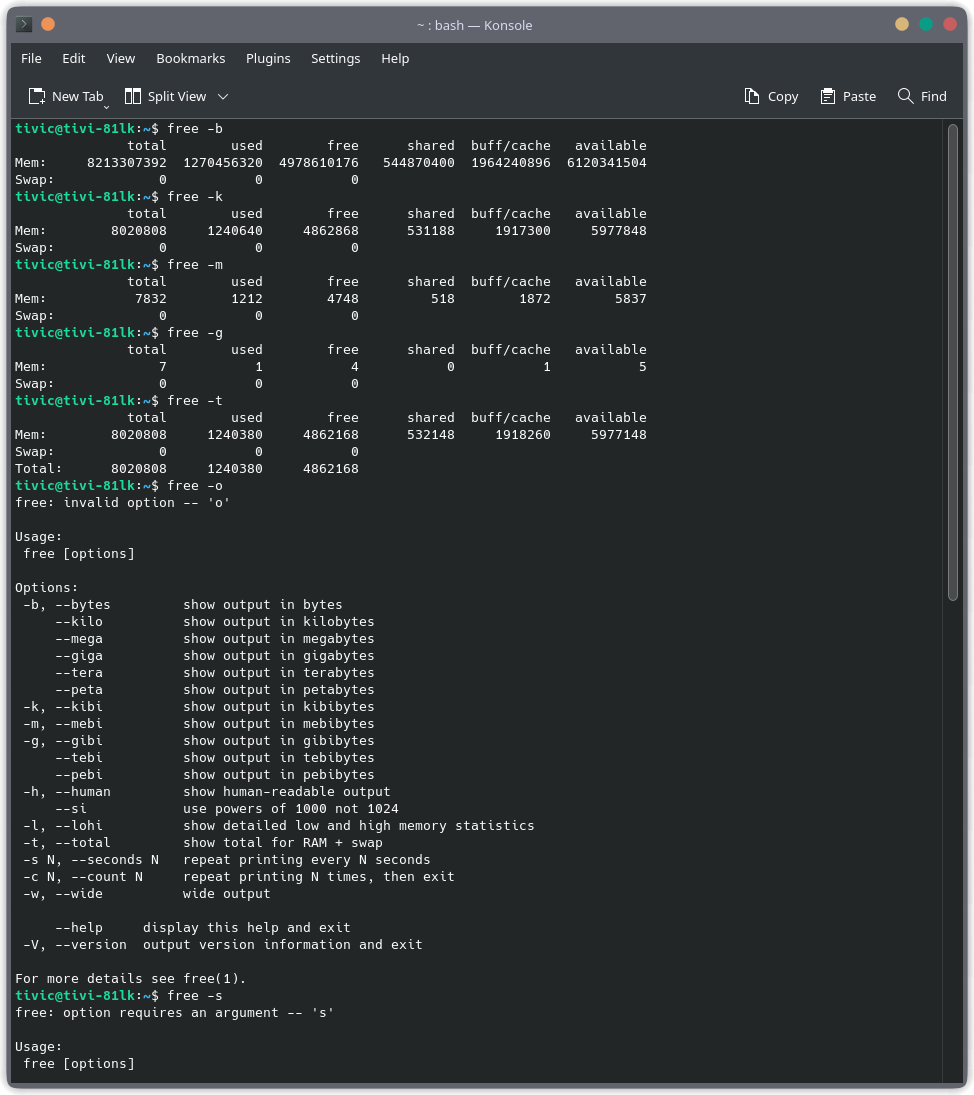 ~ : bash — Konsole
File Edit View Bookmarks Plugins Settings Help
New Tab Split View Copy Paste Find
tivic@tivi-81lk:~$ free -b
               total        used        free      shared  buff/cache   available
Mem:     8213307392  1270456320  4978610176   544870400  1964240896  6120341504
Swap:             0           0           0
tivic@tivi-81lk:~$ free -k
               total        used        free      shared  buff/cache   available
Mem:        8020808     1240640     4862868      531188     1917300     5977848
Swap:             0           0           0
tivic@tivi-81lk:~$ free -m
               total        used        free      shared  buff/cache   available
Mem:           7832        1212        4748         518        1872        5837
Swap:             0           0           0
tivic@tivi-81lk:~$ free -g
               total        used        free      shared  buff/cache   available
Mem:              7           1           4           0           1           5
Swap:             0           0           0
tivic@tivi-81lk:~$ free -t
               total        used        free      shared  buff/cache   available
Mem:        8020808     1240380     4862168      532148     1918260     5977148
Swap:             0           0           0
Total:      8020808     1240380     4862168
tivic@tivi-81lk:~$ free -o
free: invalid option -- 'o'

Usage:
 free [options]

Options:
 -b, --bytes         show output in bytes
     --kilo          show output in kilobytes
     --mega          show output in megabytes
     --giga          show output in gigabytes
     --tera          show output in terabytes
     --peta          show output in petabytes
 -k, --kibi          show output in kibibytes
 -m, --mebi          show output in mebibytes
 -g, --gibi          show output in gibibytes
     --tebi          show output in tebibytes
     --pebi          show output in pebibytes
 -h, --human         show human-readable output
     --si            use powers of 1000 not 1024
 -l, --lohi          show detailed low and high memory statistics
 -t, --total         show total for RAM + swap
 -s N, --seconds N   repeat printing every N seconds
 -c N, --count N     repeat printing N times, then exit
 -w, --wide          wide output

     --help     display this help and exit
 -V, --version  output version information and exit

For more details see free(1).
tivic@tivi-81lk:~$ free -s
free: option requires an argument -- 's'

Usage:
 free [options]